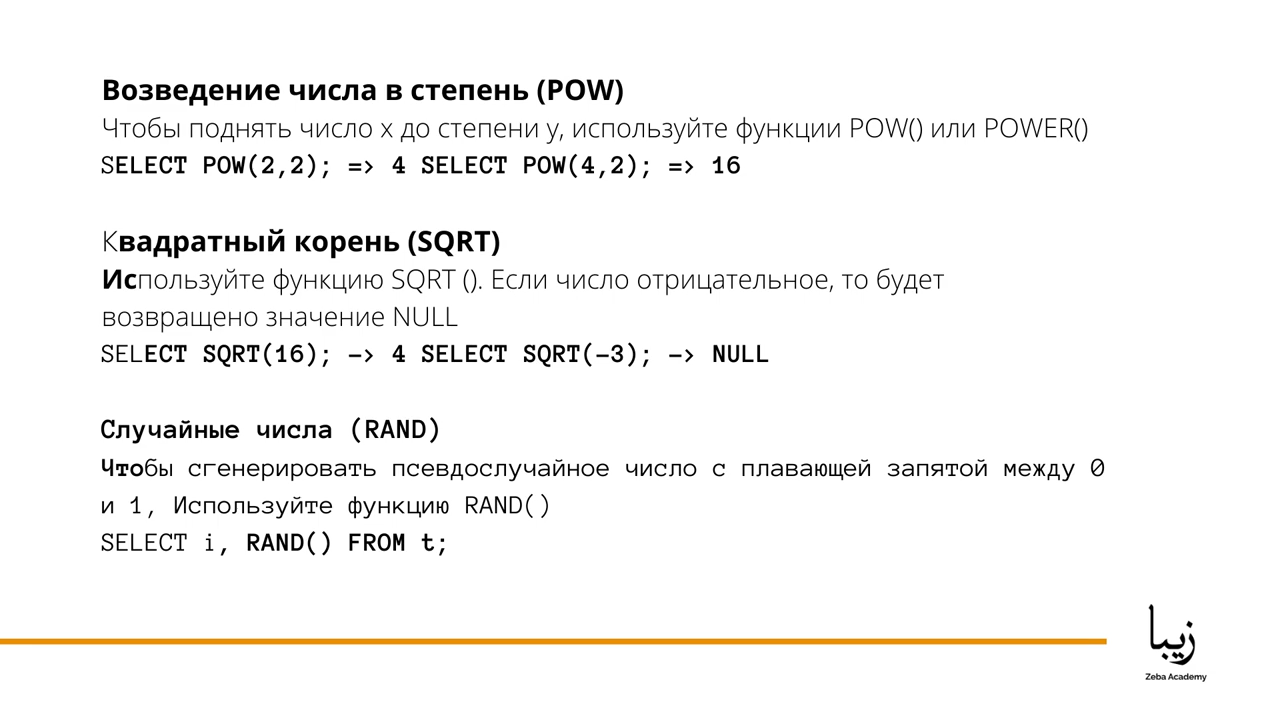 Возведение числа в степень (POW)
Чтобы поднять число x до степени y, используйте функции POW() или POWER()
SELECT POW(2,2); => 4 SELECT POW(4,2); => 16
Квадратный корень (SQRT)
Используйте функцию SQRT (). Если число отрицательное, то будет
возвращено значение NULL
SELECT SQRT(16); -> 4 SELECT SQRT(-3); -> NULL
Случайные числа (RAND)
Чтобы сгенерировать псевдослучайное число с плавающей запятой между 0
и 1, Используйте функцию RAND()
SELECT i, RAND() FROM t;
زيبا
Zeba Academy